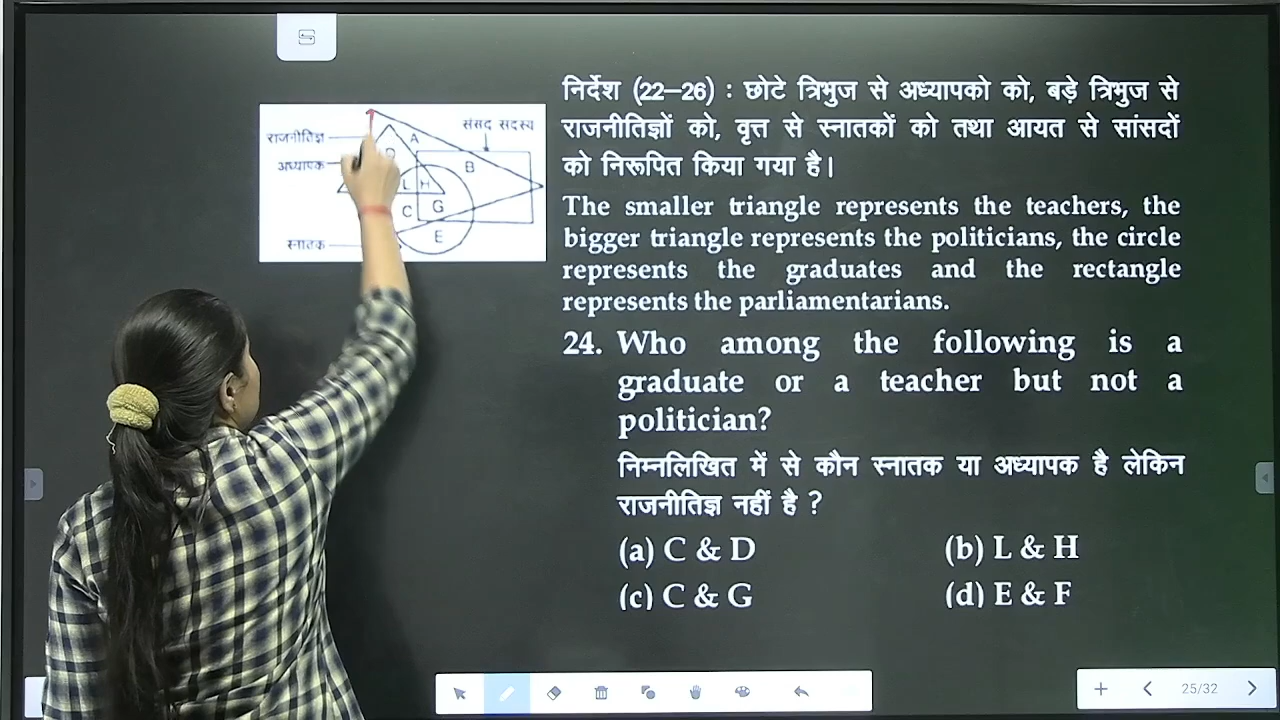 निर्देश (22–26) : छोटे त्रिभुज से अध्यापको को, बड़े त्रिभुज से
राजनीतिज्ञों को, वृत्त से स्नातकों को तथा आयत से सांसदों
को निरूपित किया गया है।
The smaller triangle represents the teachers, the
bigger triangle represents the politicians, the circle
represents the graduates and the rectangle
represents the parliamentarians.
24. Who among the following is a
graduate or a teacher but not a
politician?
निम्नलिखित में से कौन स्नातक या अध्यापक है लेकिन
राजनीतिज्ञ नहीं है ?
(a) C & D (b) L & H
(c) C & G (d) E & F
संसद सदस्य
राजनीतिज्ञ A
अध्यापक B
L H
C G
स्नातक E
25/32